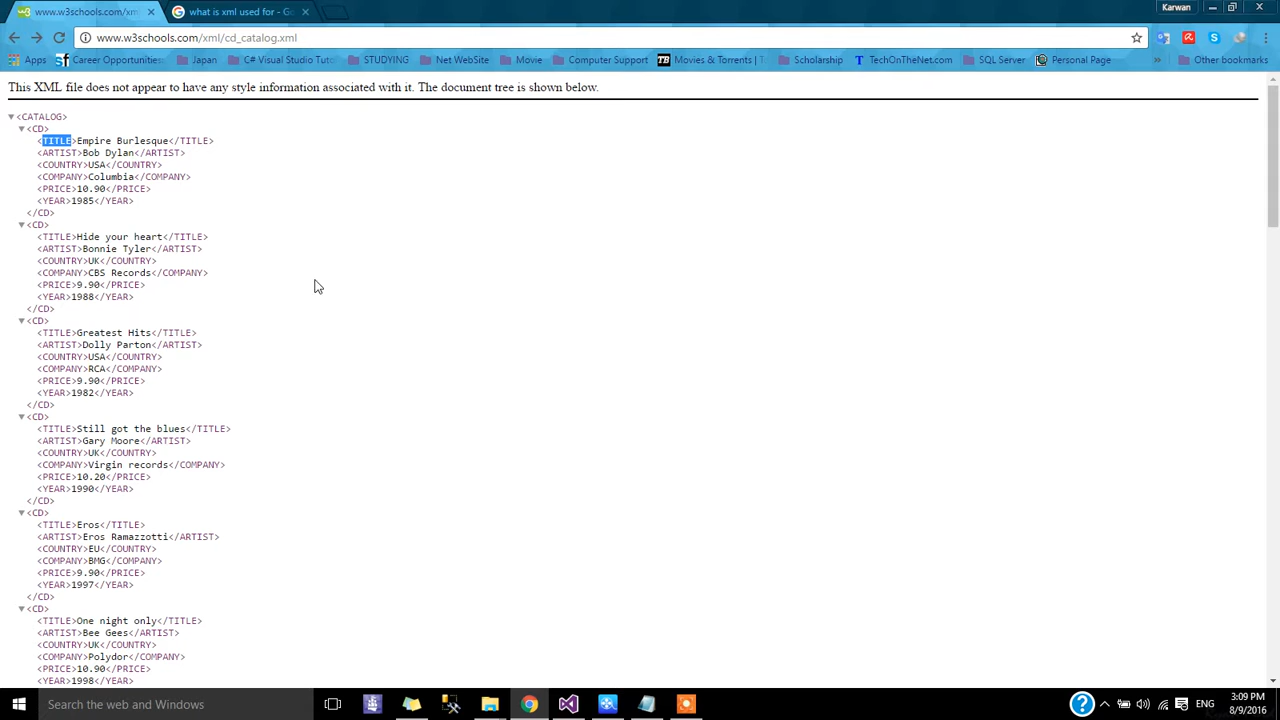 www.w3schools.com/xml
what is xml used for - Go
Karwan
www.w3schools.com/xml/cd_catalog.xml
Apps
Career Opportunities
Japan
C# Visual Studio Tuto
STUDYING
Net WebSite
Movie
Computer Support
Movies & Torrents | T
Scholarship
TechOnTheNet.com
SQL Server
Personal Page
»
Other bookmarks
This XML file does not appear to have any style information associated with it. The document tree is shown below.
<CATALOG>
<CD>
<TITLE>Empire Burlesque</TITLE>
<ARTIST>Bob Dylan</ARTIST>
<COUNTRY>USA</COUNTRY>
<COMPANY>Columbia</COMPANY>
<PRICE>10.90</PRICE>
<YEAR>1985</YEAR>
</CD>
<CD>
<TITLE>Hide your heart</TITLE>
<ARTIST>Bonnie Tyler</ARTIST>
<COUNTRY>UK</COUNTRY>
<COMPANY>CBS Records</COMPANY>
<PRICE>9.90</PRICE>
<YEAR>1988</YEAR>
</CD>
<CD>
<TITLE>Greatest Hits</TITLE>
<ARTIST>Dolly Parton</ARTIST>
<COUNTRY>USA</COUNTRY>
<COMPANY>RCA</COMPANY>
<PRICE>9.90</PRICE>
<YEAR>1982</YEAR>
</CD>
<CD>
<TITLE>Still got the blues</TITLE>
<ARTIST>Gary Moore</ARTIST>
<COUNTRY>UK</COUNTRY>
<COMPANY>Virgin records</COMPANY>
<PRICE>10.20</PRICE>
<YEAR>1990</YEAR>
</CD>
<CD>
<TITLE>Eros</TITLE>
<ARTIST>Eros Ramazzotti</ARTIST>
<COUNTRY>EU</COUNTRY>
<COMPANY>BMG</COMPANY>
<PRICE>9.90</PRICE>
<YEAR>1997</YEAR>
</CD>
<CD>
<TITLE>One night only</TITLE>
<ARTIST>Bee Gees</ARTIST>
<COUNTRY>UK</COUNTRY>
<COMPANY>Polydor</COMPANY>
<PRICE>10.90</PRICE>
<YEAR>1998</YEAR>
Search the web and Windows
ENG
3:09 PM
8/9/2016